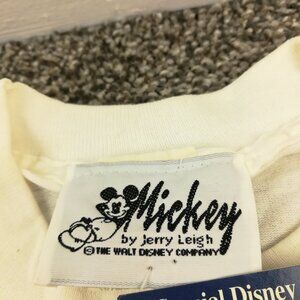 Mickey
by Jerry Leigh
© THE WALT DISNEY COMPANY
Disney